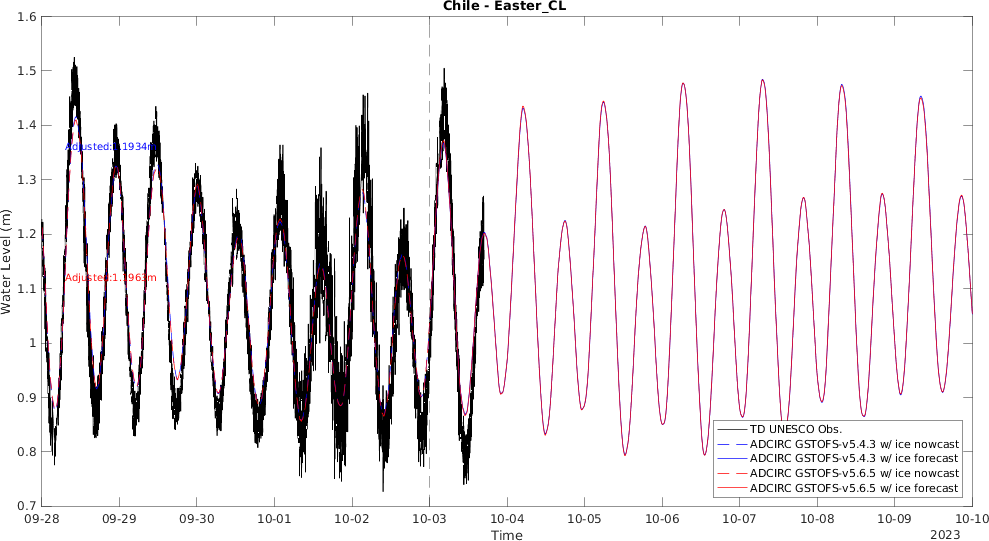 Chile - Easter_CL
1.6
1.5
1.4
1.3
1.2
1.1
1
0.9
0.8
0.7
Water Level (m)
Adjusted:1.1934m
Adjusted:1.1963m
TD UNESCO Obs.
ADCIRC GSTOFS-v5.4.3 w/ ice nowcast
ADCIRC GSTOFS-v5.4.3 w/ ice forecast
ADCIRC GSTOFS-v5.6.5 w/ ice nowcast
ADCIRC GSTOFS-v5.6.5 w/ ice forecast
09-28 09-29 09-30 10-01 10-02 10-03 10-04 10-05 10-06 10-07 10-08 10-09 10-10
Time
2023